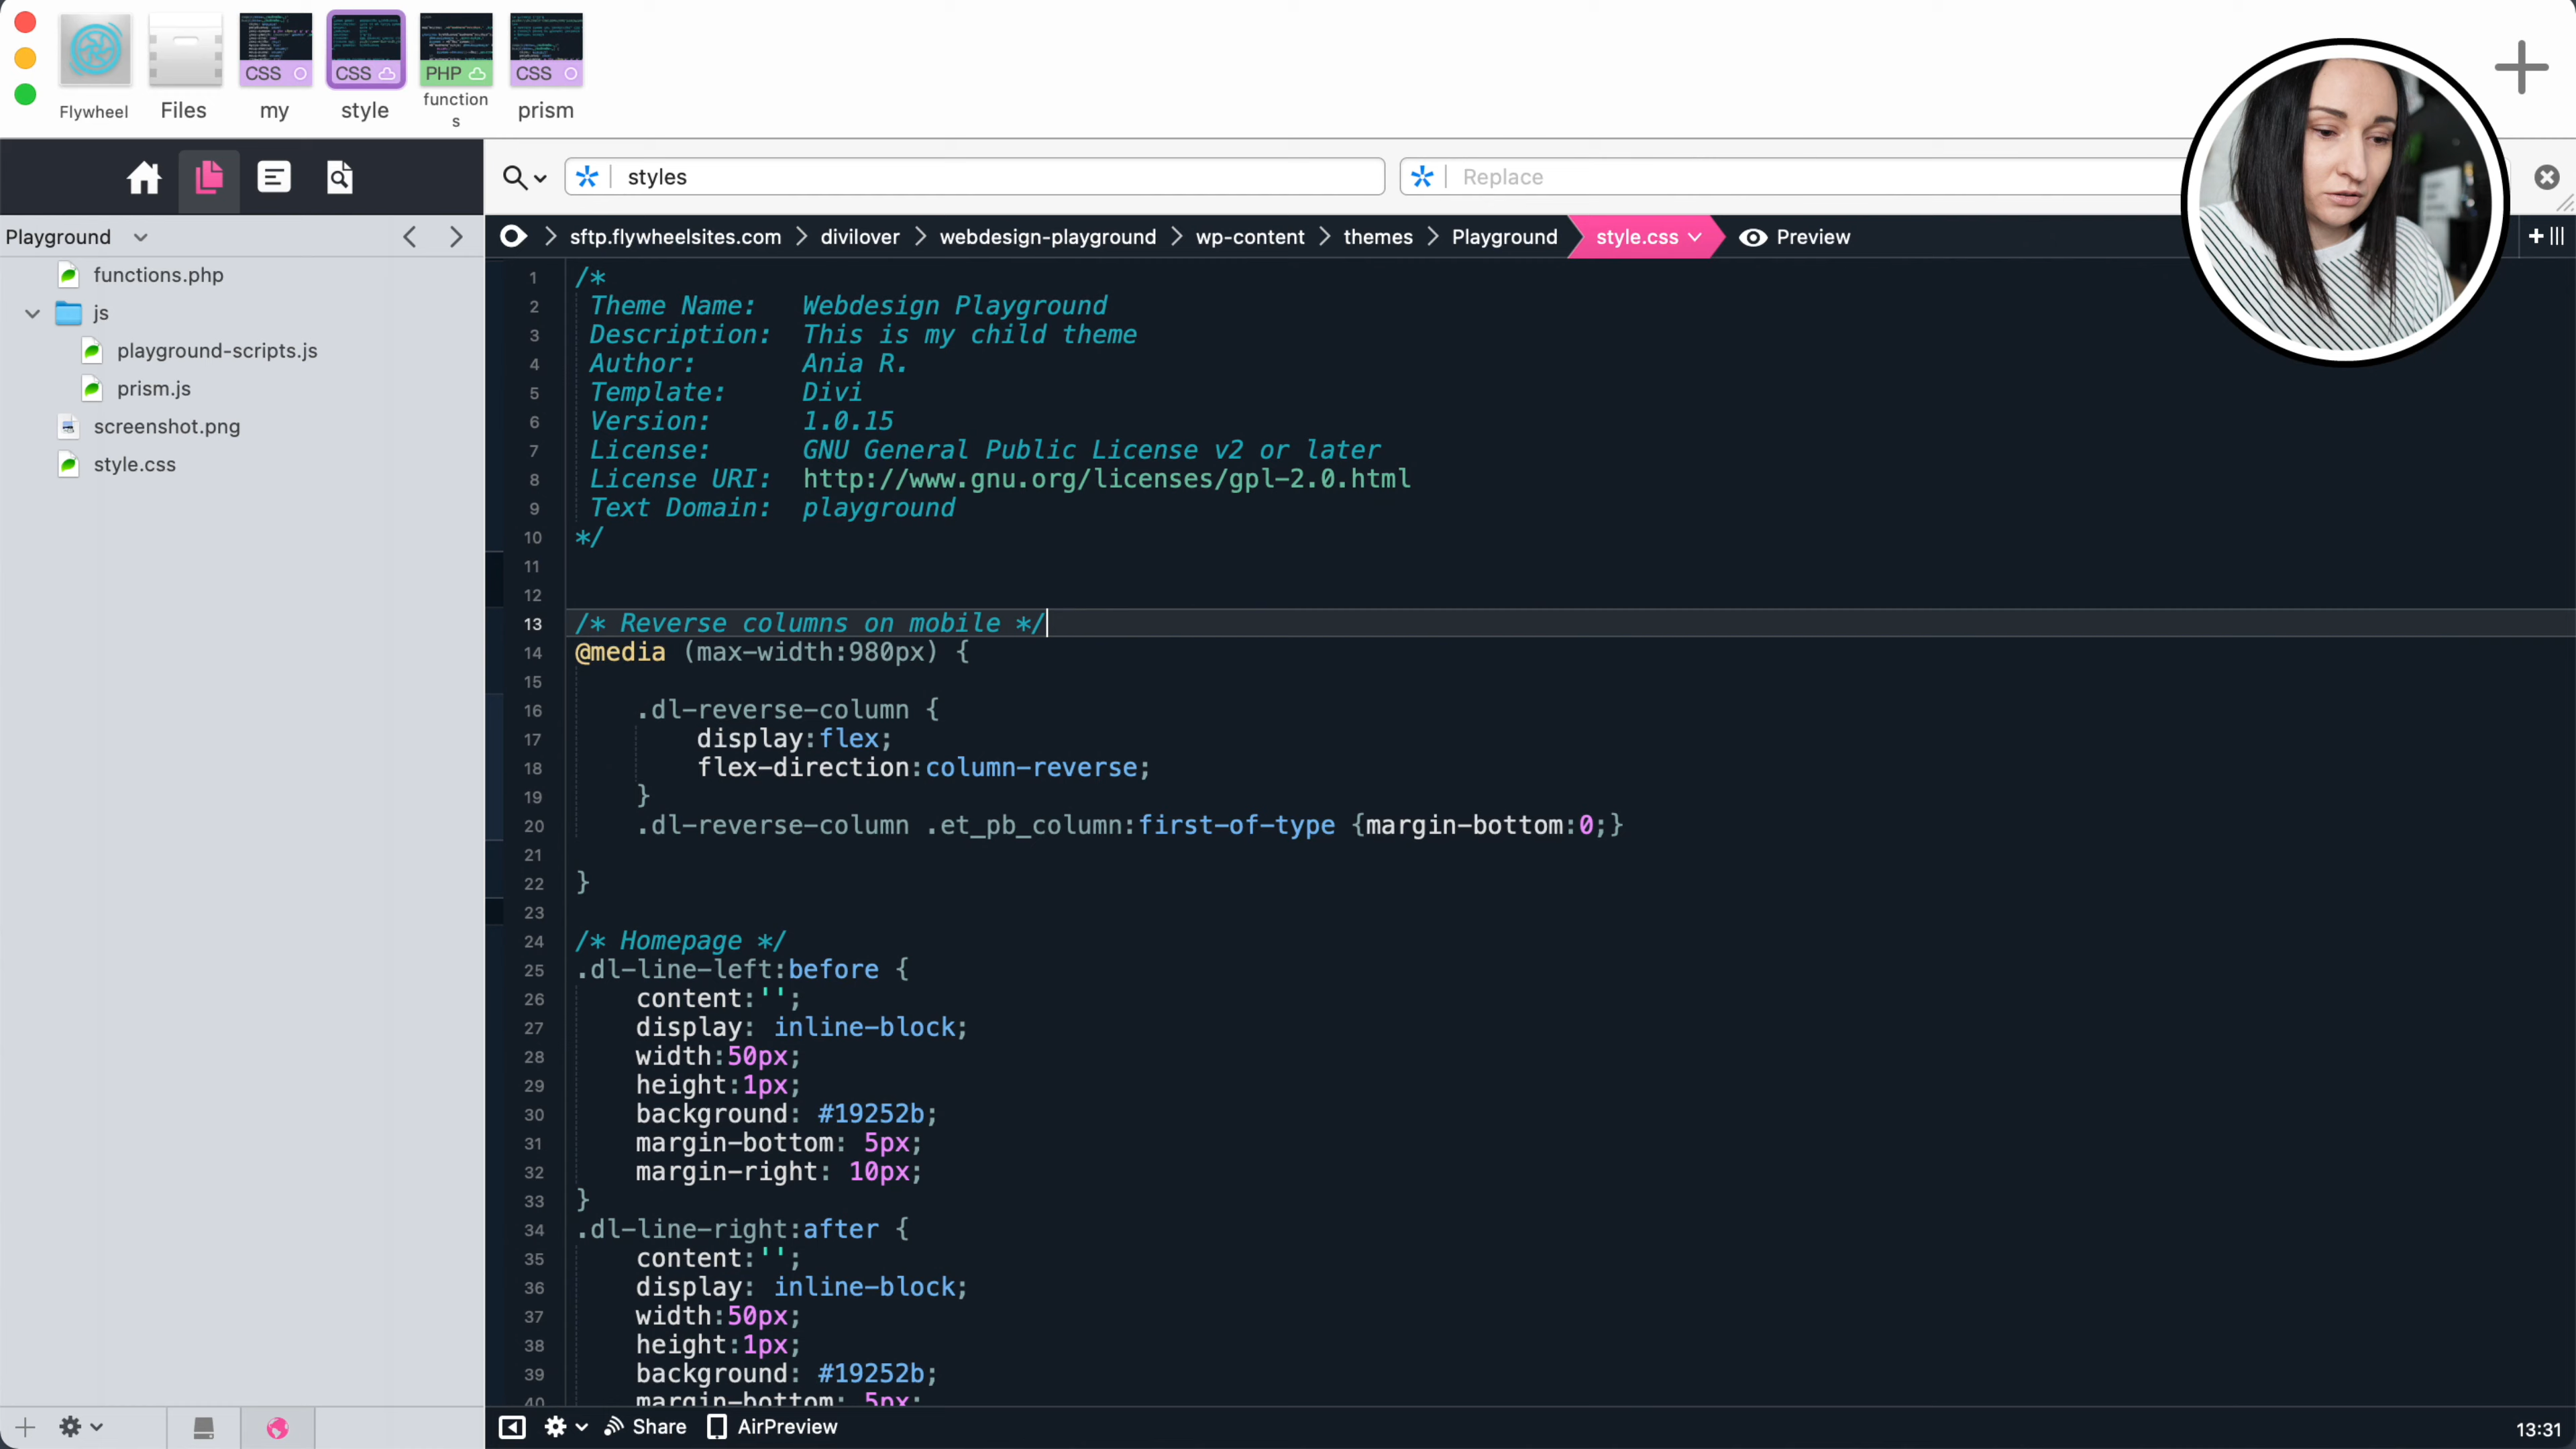 CSS
CSS
PHP
CSS
Flywheel
Files
my
style
function
s
prism
styles
Replace
Playground
sftp.flywheelsites.com
divilover
webdesign-playground
wp-content
themes
Playground
style.css
Preview
functions.php
js
playground-scripts.js
prism.js
screenshot.png
style.css
1 /*
2 Theme Name: Webdesign Playground
3 Description: This is my child theme
4 Author: Ania R.
5 Template: Divi
6 Version: 1.0.15
7 License: GNU General Public License v2 or later
8 License URI: http://www.gnu.org/licenses/gpl-2.0.html
9 Text Domain: playground
10 */
11
12
13 /* Reverse columns on mobile */
14 @media (max-width:980px) {
15
16 .dl-reverse-column {
17 display:flex;
18 flex-direction:column-reverse;
19 }
20 .dl-reverse-column .et_pb_column:first-of-type {margin-bottom:0;}
21
22 }
23
24 /* Homepage */
25 .dl-line-left:before {
26 content:'';
27 display: inline-block;
28 width:50px;
29 height:1px;
30 background: #19252b;
31 margin-bottom: 5px;
32 margin-right: 10px;
33 }
34 .dl-line-right:after {
35 content:'';
36 display: inline-block;
37 width:50px;
38 height:1px;
39 background: #19252b;
40 margin-bottom: 5px;
Share
AirPreview
13:31